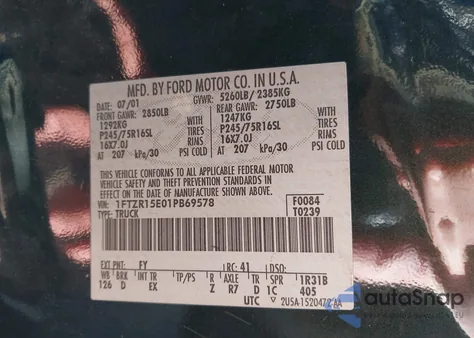 MFD. BY FORD MOTOR CO. IN U.S.A.
DATE: 07/01 GVWR: 5260LB/ 2385KG
FRONT GAWR: 2850LB REAR GAWR: 2750LB
1292KG WITH 1247KG WITH
P245/75R16SL TIRES P245/75R16SL TIRES
16X7.0J RIMS 16X7.0J RIMS
AT 207 kPa/30 PSI COLD AT 207 kPa/30 PSI COLD
THIS VEHICLE CONFORMS TO ALL APPLICABLE FEDERAL MOTOR
VEHICLE SAFETY AND THEFT PREVENTION STANDARDS IN
EFFECT ON THE DATE OF MANUFACTURE SHOWN ABOVE.
VIN: 1FTZR15E01PB69578 F0084
TYPE: TRUCK T0239
EXT PNT: FY RC: 41 DSO:
WB BRK INT TR TP/PS R AXLE TR SPR 1R31B
126 D EX Z R7 D 1C 405
UTC 2USA-1520472-AA
autoSnap